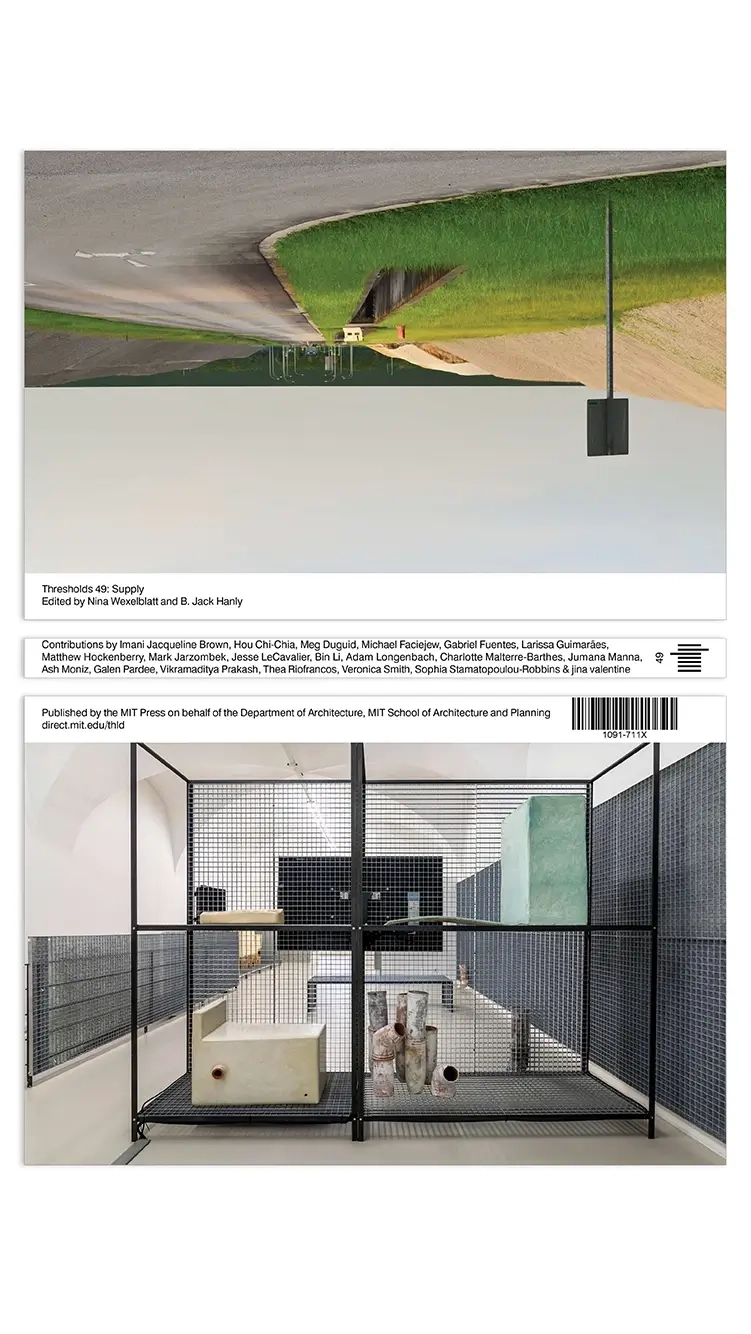 Thresholds 49: Supply
Edited by Nina Wexelblatt and B. Jack Hanly
Contributions by Imani Jacqueline Brown, Hou Chi-Chia, Meg Duguid, Michael Faciejew, Gabriel Fuentes, Larissa Guimarães,
Matthew Hockenberry, Mark Jarzombek, Jesse LeCavalier, Bin Li, Adam Longenbach, Charlotte Malterre-Barthes, Jumana Manna,
Ash Moniz, Galen Pardee, Vikramaditya Prakash, Thea Riofrancos, Veronica Smith, Sophia Stamatopoulou-Robbins & jina valentine
49
Published by the MIT Press on behalf of the Department of Architecture, MIT School of Architecture and Planning
direct.mit.edu/thld
1091-711X